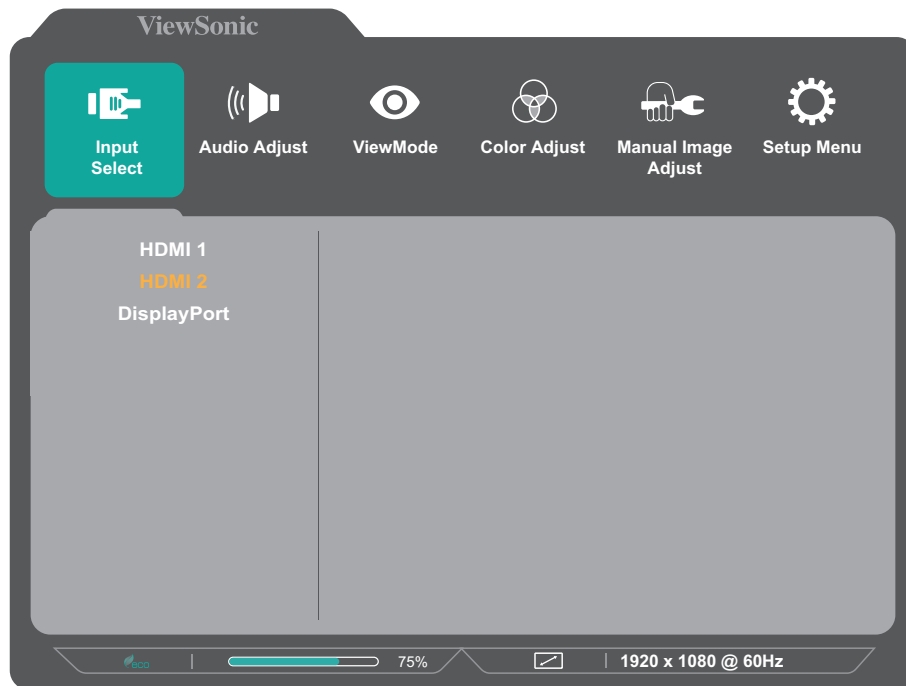 ViewSonic
Input
Select
Audio Adjust
ViewMode
Color Adjust
Manual Image
Adjust
Setup Menu
HDMI 1
HDMI 2
DisplayPort
eco
75%
1920 x 1080 @ 60Hz